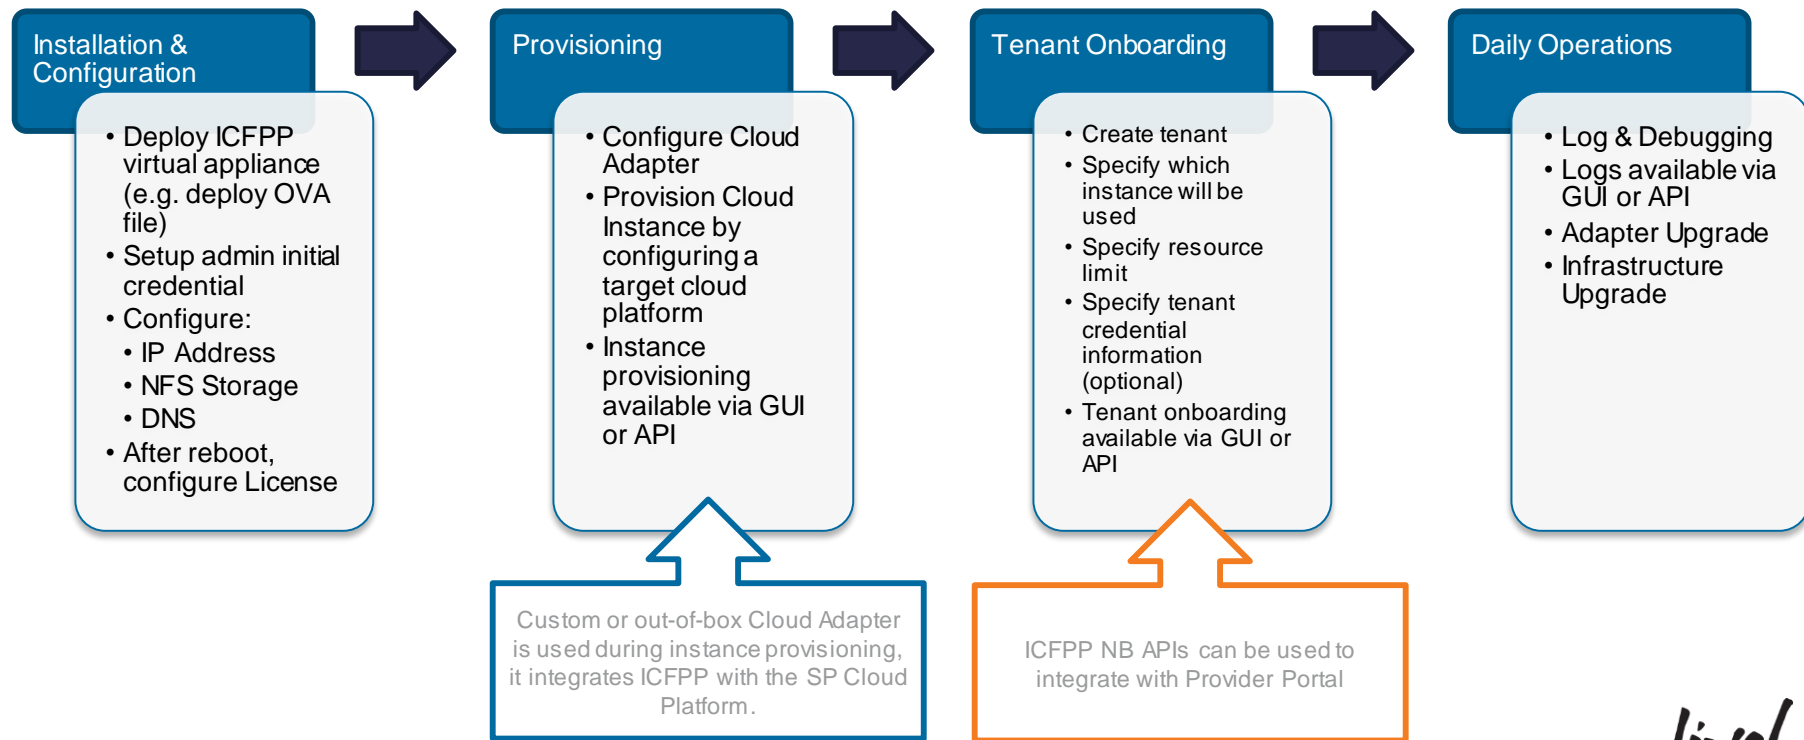 Installation &
Configuration
• Deploy ICFPP
virtual appliance
(e.g. deploy OVA
file)
• Setup admin initial
credential
• Configure:
• IP Address
• NFS Storage
• DNS
• After reboot,
configure License
Provisioning
• Configure Cloud
Adapter
• Provision Cloud
Instance by
configuring a
target cloud
platform
• Instance
provisioning
available via GUI
or API
Custom or out-of-box Cloud Adapter
is used during instance provisioning,
it integrates ICFPP with the SP Cloud
Platform.
Tenant Onboarding
• Create tenant
• Specify which
instance will be
used
• Specify resource
limit
• Specify tenant
credential
information
(optional)
• Tenant onboarding
available via GUI or
API
ICFPP NB APIs can be used to
integrate with Provider Portal
Daily Operations
• Log & Debugging
• Logs available via
GUI or API
• Adapter Upgrade
• Infrastructure
Upgrade